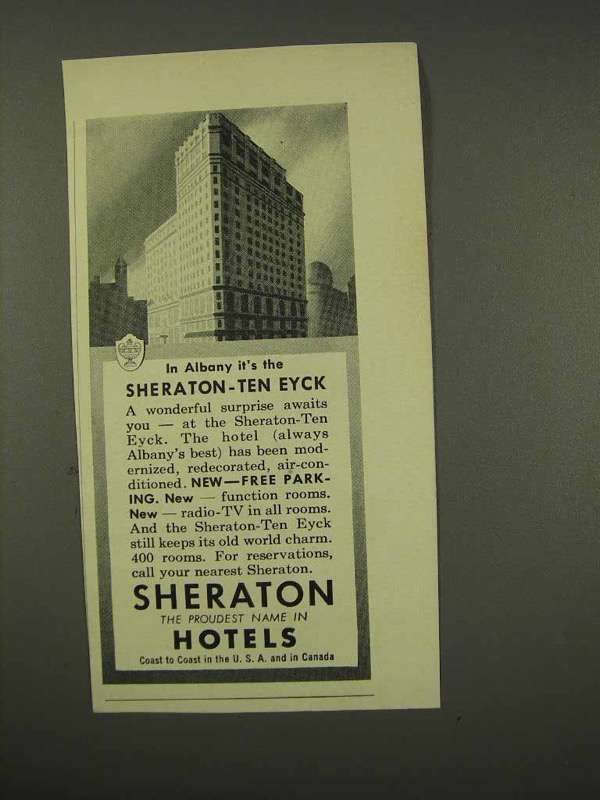 In Albany it's the
SHERATON-TEN EYCK
A wonderful surprise awaits
you — at the Sheraton-Ten
Eyck. The hotel (always
Albany's best) has been mod-
ernized, redecorated, air-con-
ditioned. NEW—FREE PARK-
ING. New — function rooms.
New — radio-TV in all rooms.
And the Sheraton-Ten Eyck
still keeps its old world charm.
400 rooms. For reservations,
call your nearest Sheraton.
SHERATON
THE PROUDEST NAME IN
HOTELS
Coast to Coast in the U. S. A. and in Canada